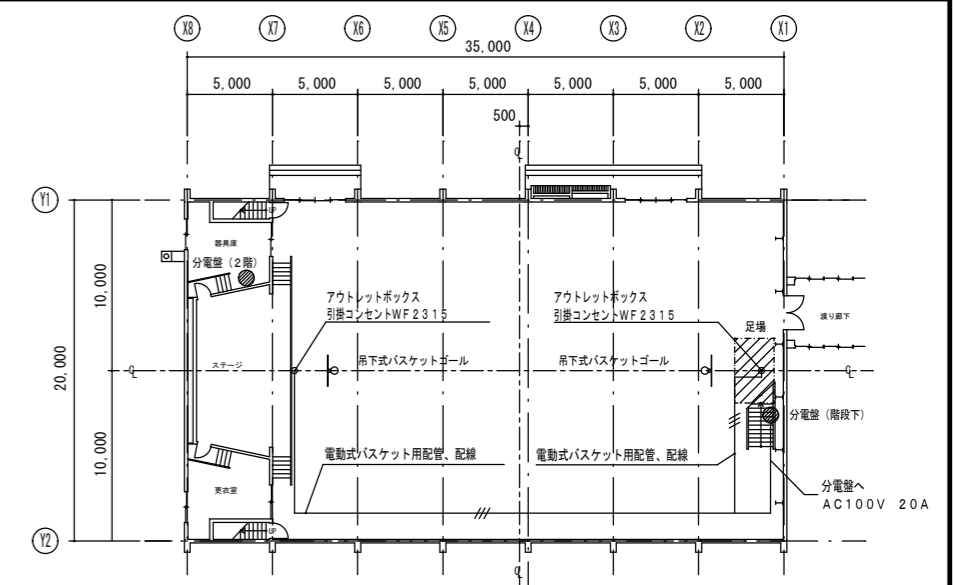 X8 X7 X6 X5 X4 X3 X2 X1
35,000
5,000 5,000 5,000 5,000 5,000 5,000 5,000
500
CL
Y1
UP
器具庫
分電盤(2階)
10,000
アウトレットボックス
引掛コンセントWF2315
アウトレットボックス
引掛コンセントWF2315
足場
渡り廊下
20,000
CL
ステージ
吊下式バスケットゴール
吊下式バスケットゴール
CL
分電盤(階段下)
10,000
電動式バスケット用配管、配線
電動式バスケット用配管、配線
更衣室
分電盤へ
AC100V 20A
UP
Y2
CL